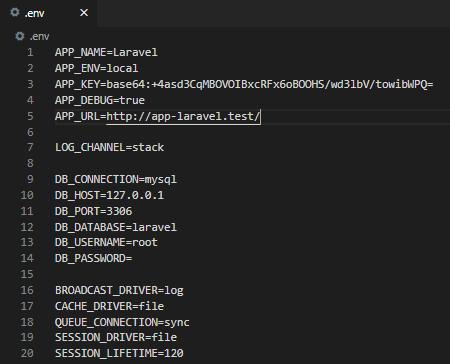 .env
.env
1 APP_NAME=Laravel
2 APP_ENV=local
3 APP_KEY=base64:+4asd3CqMBOVOIBxcRFx6oBOOHS/wd3lbV/towibWPQ=
4 APP_DEBUG=true
5 APP_URL=http://app-laravel.test/
6
7 LOG_CHANNEL=stack
8
9 DB_CONNECTION=mysql
10 DB_HOST=127.0.0.1
11 DB_PORT=3306
12 DB_DATABASE=laravel
13 DB_USERNAME=root
14 DB_PASSWORD=
15
16 BROADCAST_DRIVER=log
17 CACHE_DRIVER=file
18 QUEUE_CONNECTION=sync
19 SESSION_DRIVER=file
20 SESSION_LIFETIME=120